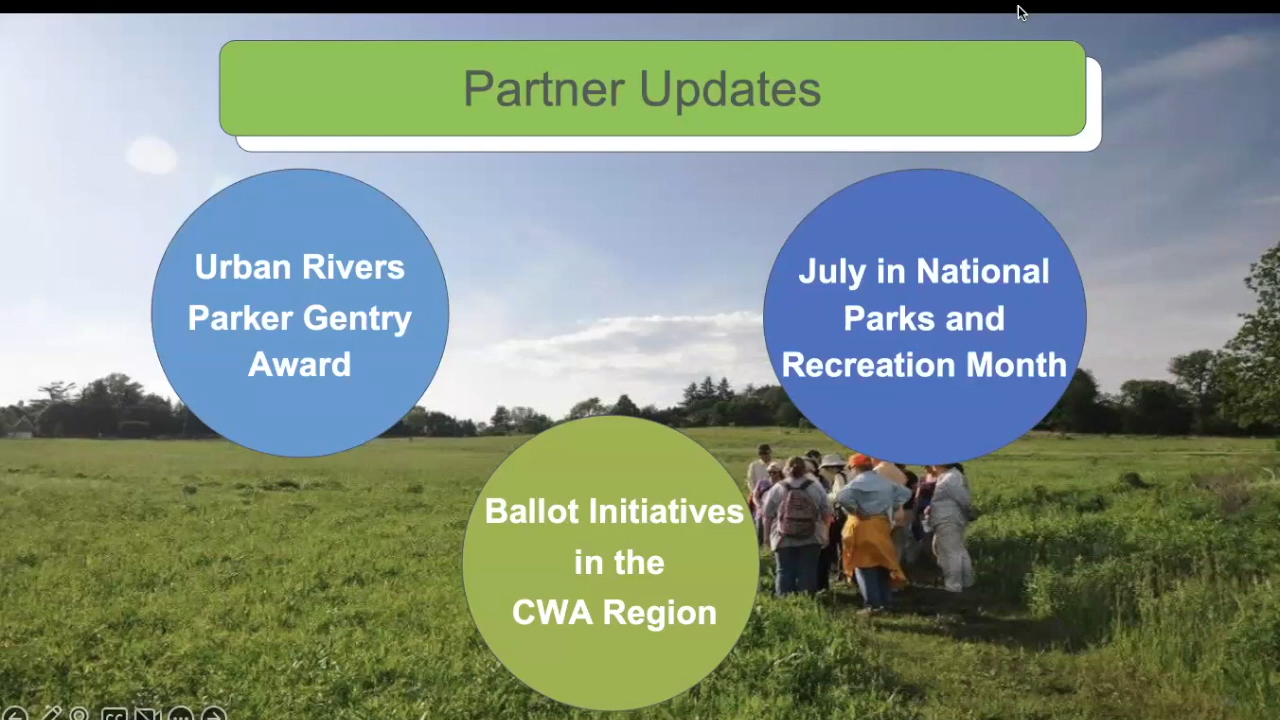 Partner Updates
Urban Rivers
Parker Gentry
Award
July in National
Parks and
Recreation Month
Ballot Initiatives
in the
CWA Region